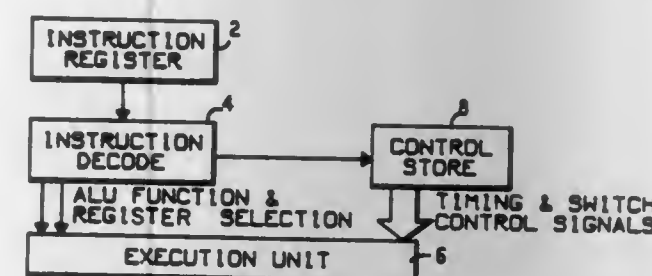 INSTRUCTION
REGISTER
2
INSTRUCTION
DECODE
4
CONTROL
STORE
8
ALU FUNCTION &
REGISTER SELECTION
TIMING & SWITCH
CONTROL SIGNALS
EXECUTION UNIT
6